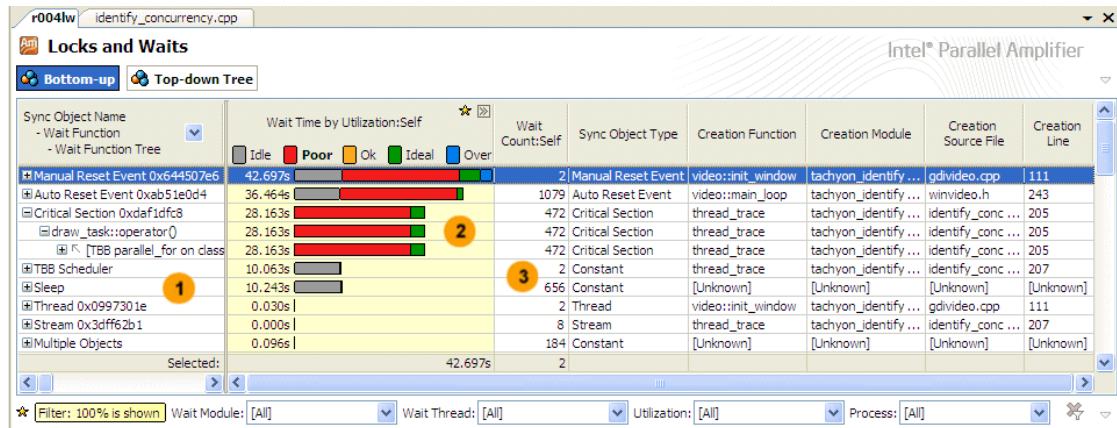 r004lw identify_concurrency.cpp
Locks and Waits
Intel® Parallel Amplifier
Bottom-up Top-down Tree
Sync Object Name
- Wait Function
- Wait Function Tree
Wait Time by Utilization:Self
Idle Poor Ok Ideal Over
Wait
Count:Self
Sync Object Type
Creation Function
Creation Module
Creation
Source File
Creation
Line
Manual Reset Event 0x644507e6 42.697s 2 Manual Reset Event video::init_window tachyon_identify ... gdivideo.cpp 111
Auto Reset Event 0xab51e0d4 36.464s 1079 Auto Reset Event video::main_loop tachyon_identify ... winvideo.h 243
Critical Section 0xdaf1dfc8 28.163s 472 Critical Section thread_trace tachyon_identify ... identify_conc ... 205
draw_task::operator() 28.163s 2 472 Critical Section thread_trace tachyon_identify ... identify_conc ... 205
[TBB parallel_for on class 28.163s 472 Critical Section thread_trace tachyon_identify ... identify_conc ... 205
TBB Scheduler 10.063s 3 2 Constant thread_trace tachyon_identify ... identify_conc ... 207
Sleep 1 10.243s 656 Constant [Unknown] [Unknown] [Unknown] [Unknown]
Thread 0x0997301e 0.030s 2 Thread video::init_window tachyon_identify ... gdivideo.cpp 111
Stream 0x3dff62b1 0.000s 8 Stream thread_trace tachyon_identify ... identify_conc ... 207
Multiple Objects 0.096s 184 Constant [Unknown] [Unknown] [Unknown] [Unknown]
Selected: 42.697s 2
Filter: 100% is shown Wait Module: [All] Wait Thread: [All] Utilization: [All] Process: [All]